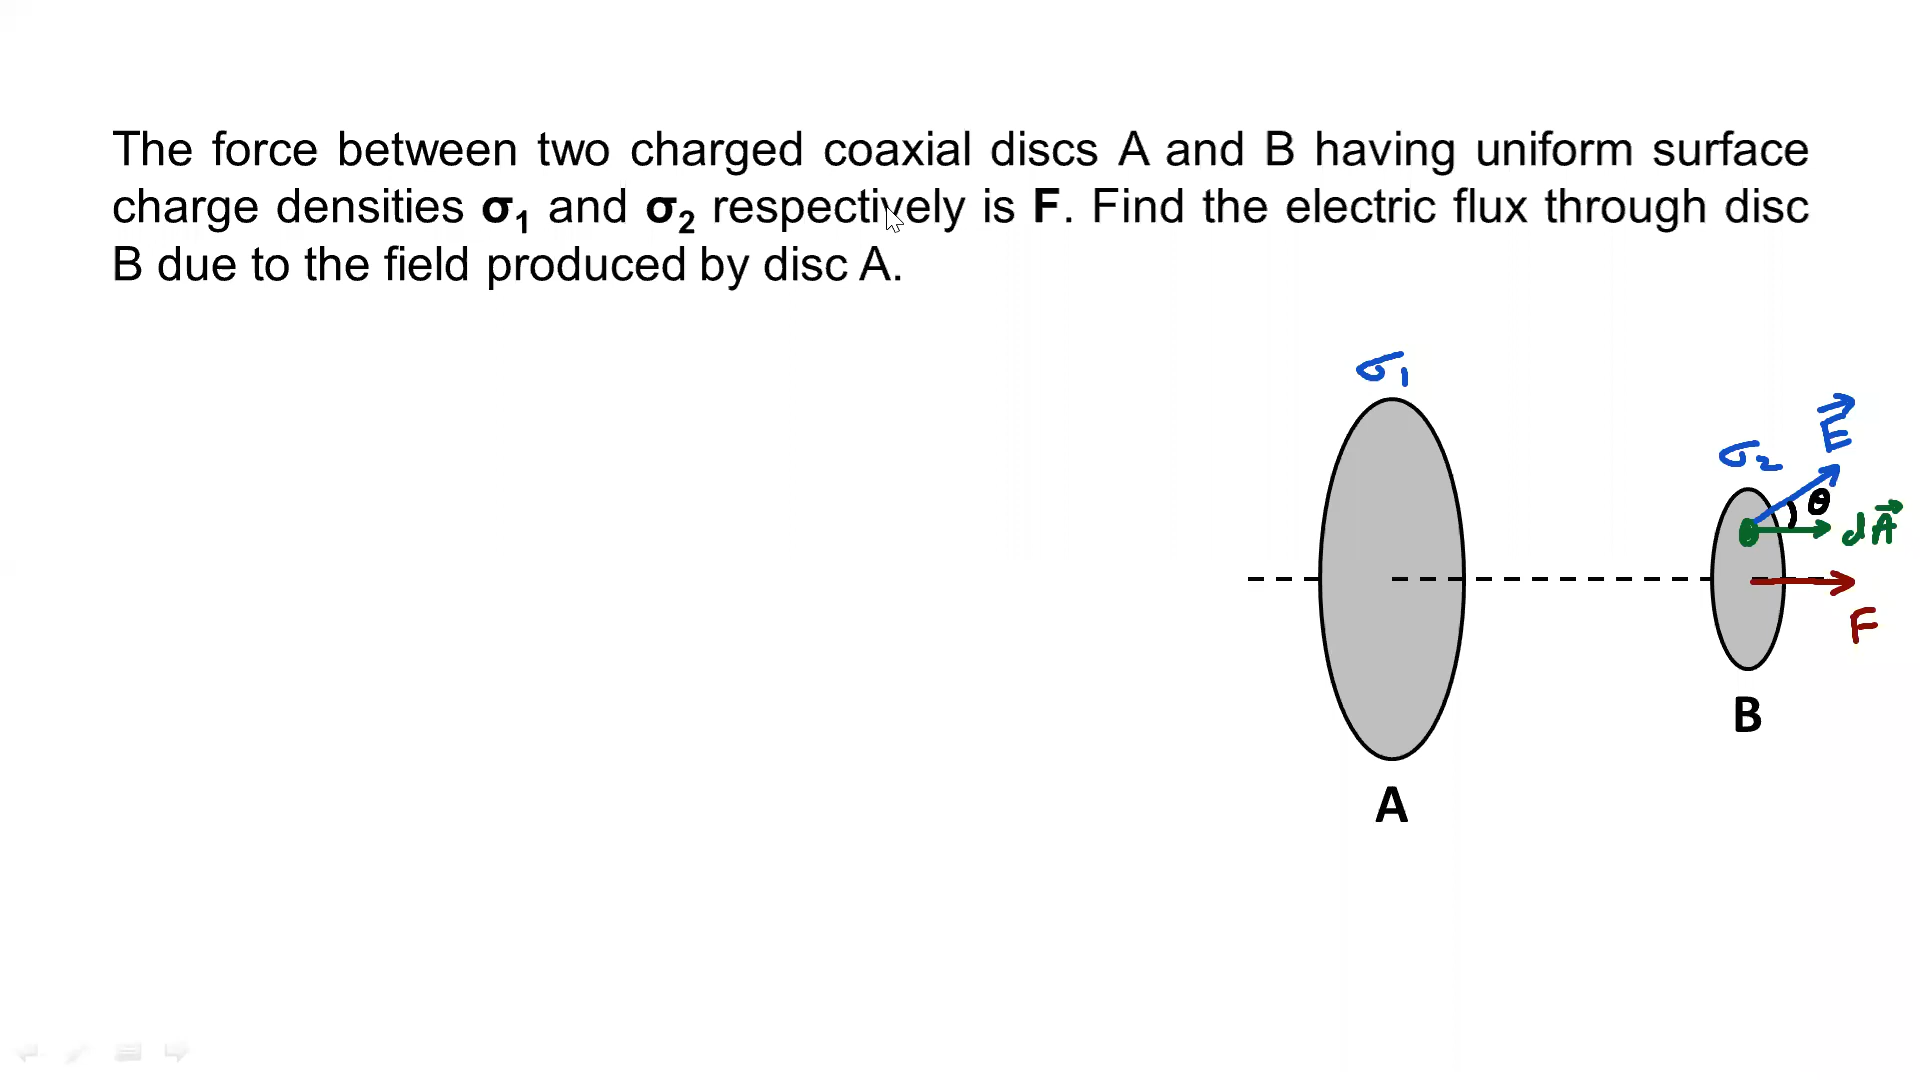 The force between two charged coaxial discs A and B having uniform surface
charge densities σ₁ and σ₂ respectively is F. Find the electric flux through disc
B due to the field produced by disc A.
σ₁
E⃗
σ₂
θ
dA⃗
F
B
A